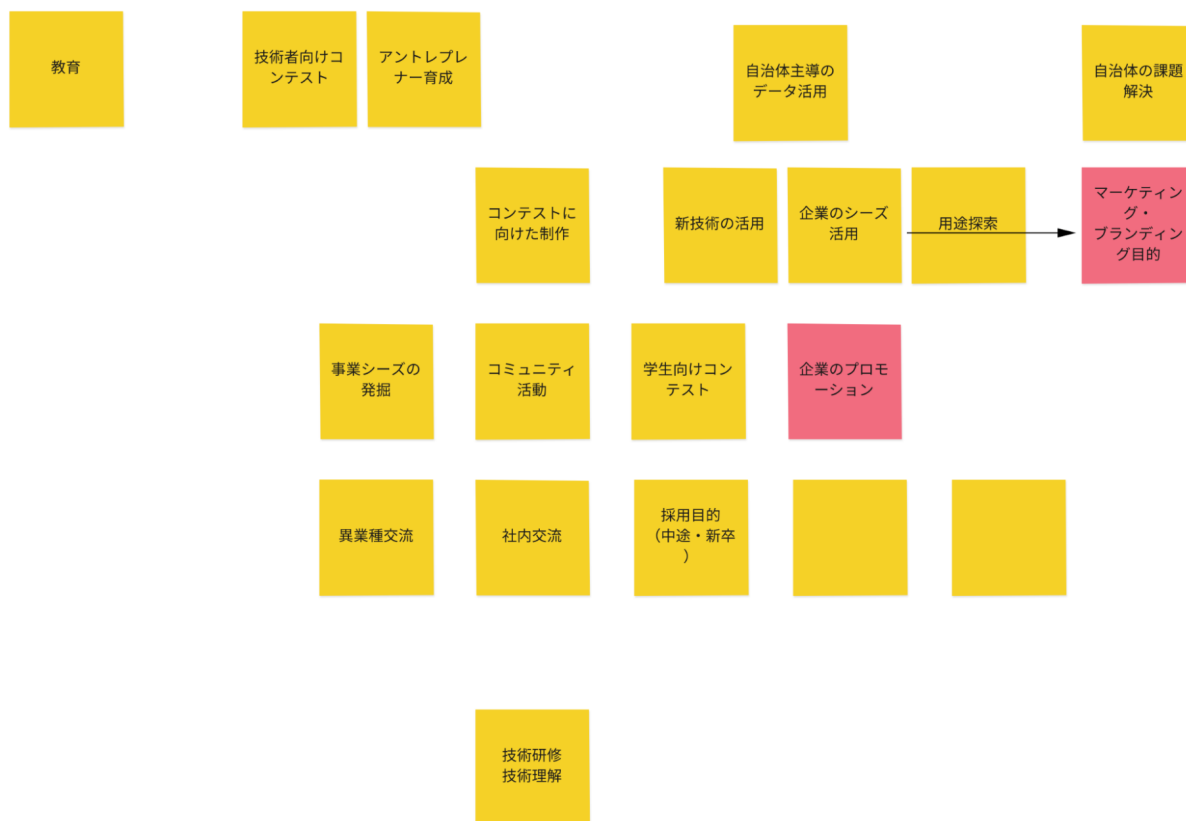 教育
技術者向けコ
ンテスト
アントレプレ
ナー育成
自治体主導の
データ活用
自治体の課題
解決
コンテストに
向けた制作
新技術の活用
企業のシーズ
活用
用途探索
マーケティン
グ・
ブランディン
グ目的
事業シーズの
発掘
コミュニティ
活動
学生向けコン
テスト
企業のプロモ
ーション
異業種交流
社内交流
採用目的
（中途・新卒
）
技術研修
技術理解